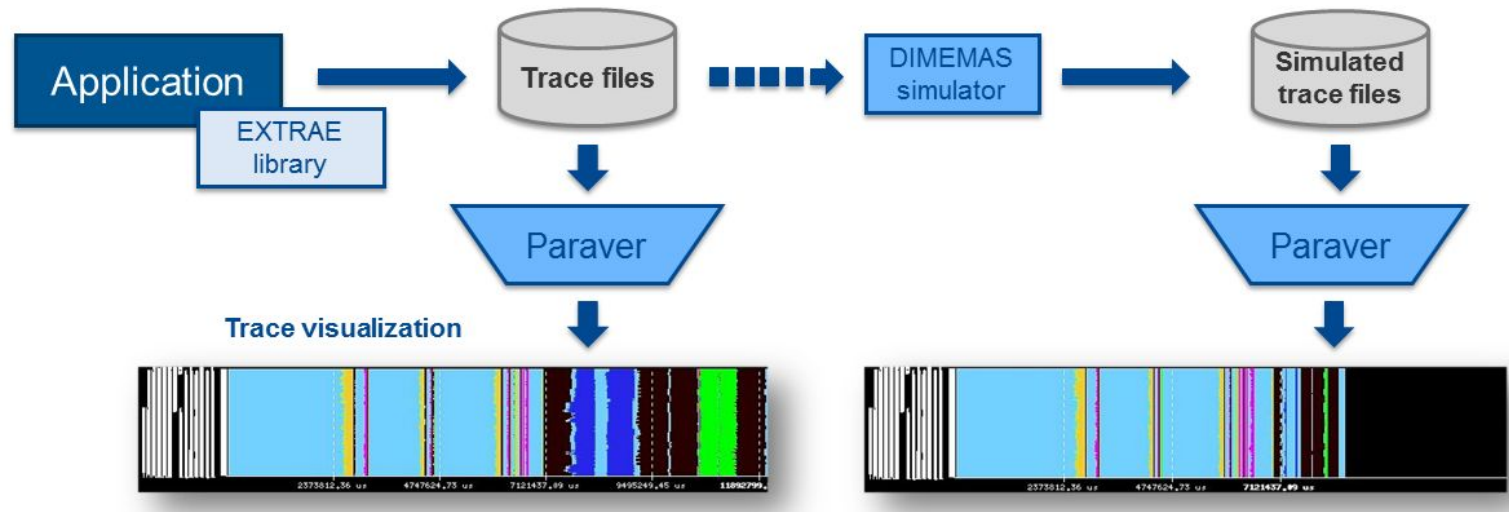 Application
EXTRAE
library
Trace files
DIMEMAS
simulator
Simulated
trace files
Paraver
Paraver
Trace visualization
2373812.36 us
4747624.73 us
7121437.09 us
9495249.45 us
11892799.
2373812.36 us
4747624.73 us
7121437.09 us